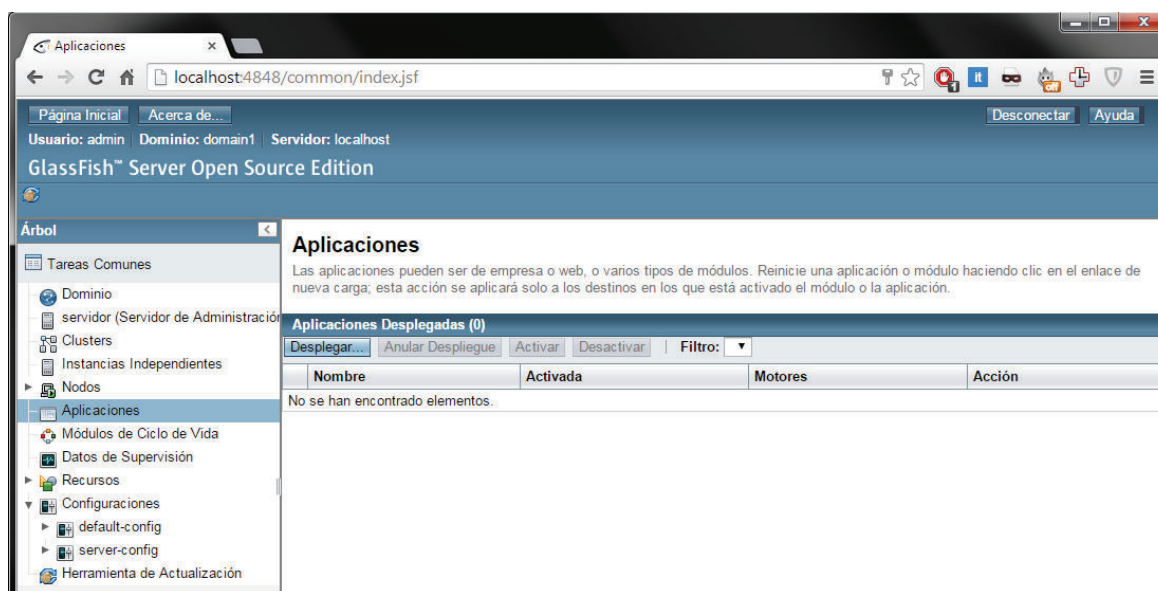 Aplicaciones
localhost:4848/common/index.jsf
Página Inicial Acerca de... Desconectar Ayuda
Usuario: admin Dominio: domain1 Servidor: localhost
GlassFish™ Server Open Source Edition
Árbol
Tareas Comunes
Dominio
servidor (Servidor de Administración
Clusters
Instancias Independientes
Nodos
Aplicaciones
Módulos de Ciclo de Vida
Datos de Supervisión
Recursos
Configuraciones
default-config
server-config
Herramienta de Actualización
Aplicaciones
Las aplicaciones pueden ser de empresa o web, o varios tipos de módulos. Reinicie una aplicación o módulo haciendo clic en el enlace de
nueva carga; esta acción se aplicará solo a los destinos en los que está activado el módulo o la aplicación.
Aplicaciones Desplegadas (0)
Desplegar... Anular Despliegue Activar Desactivar | Filtro:
Nombre Activada Motores Acción
No se han encontrado elementos.